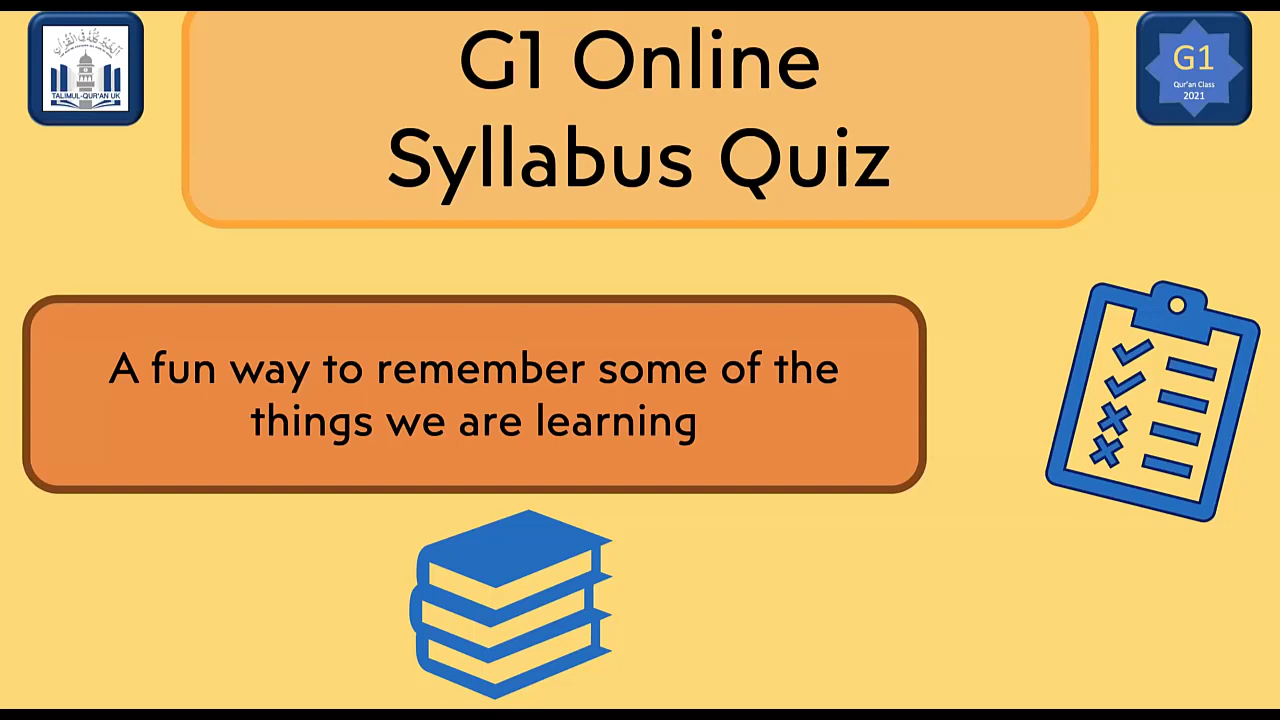 G1 Online
Syllabus Quiz
TALIMUL-QUR'AN UK
G1
Qur'an Class
2021
A fun way to remember some of the
things we are learning